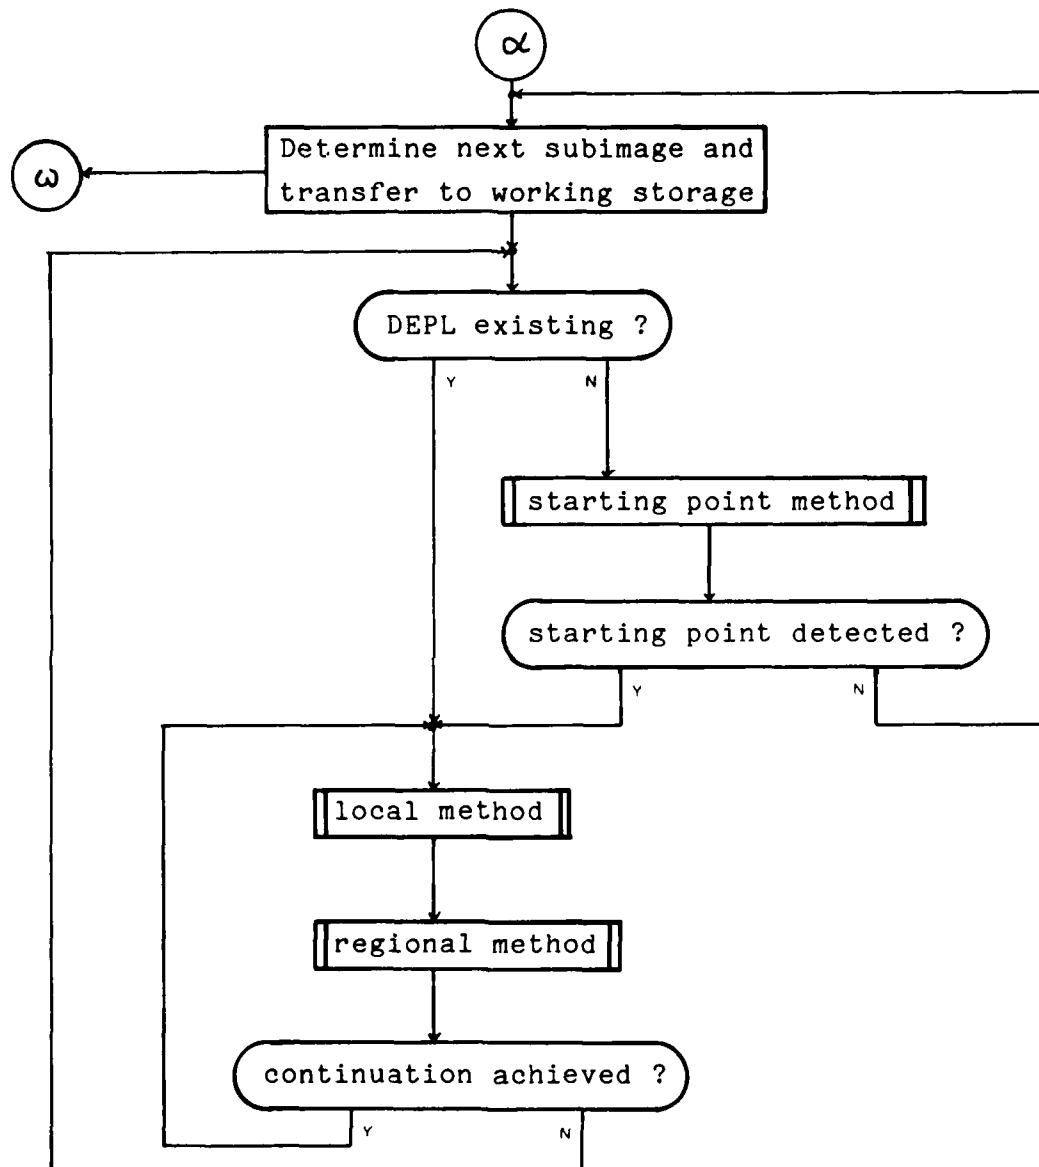 α
ω
Determine next subimage and
transfer to working storage
DEPL existing ?
Y
N
starting point method
starting point detected ?
Y
N
local method
regional method
continuation achieved ?
Y
N